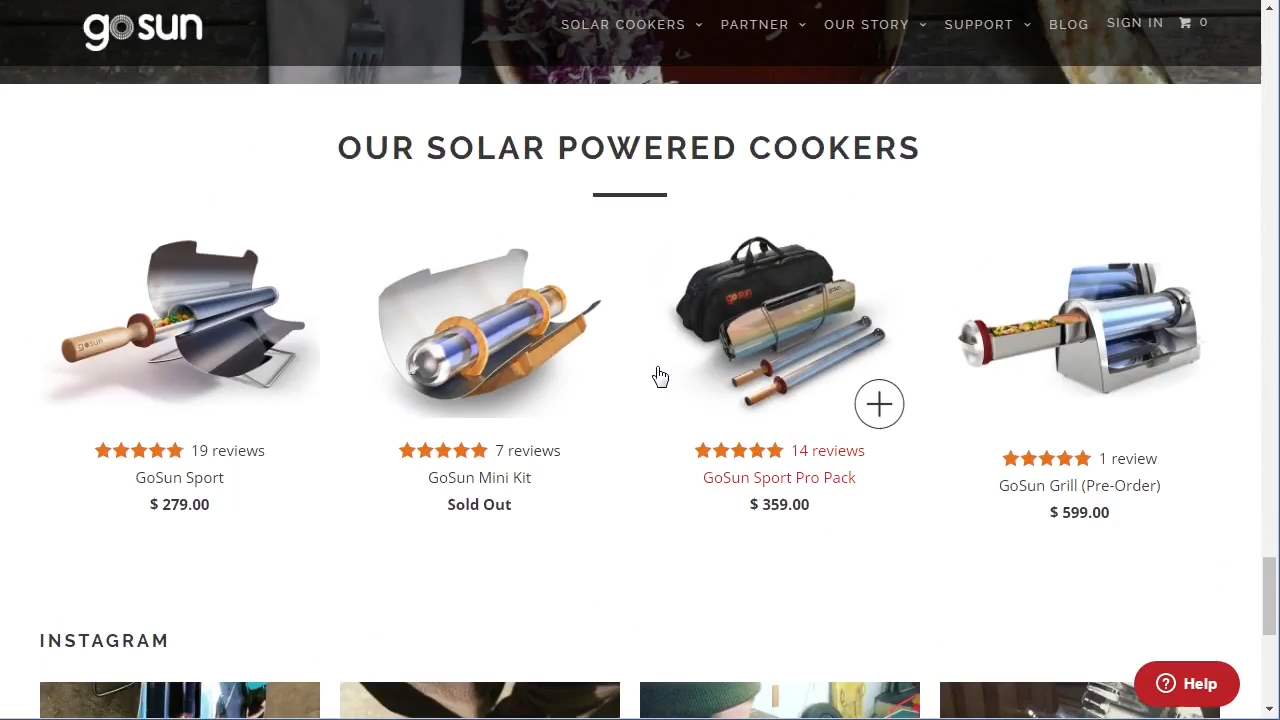 gosun
SOLAR COOKERS PARTNER OUR STORY SUPPORT BLOG SIGN IN 0
OUR SOLAR POWERED COOKERS
19 reviews
GoSun Sport
$ 279.00
7 reviews
GoSun Mini Kit
Sold Out
gosun
gosun
14 reviews
GoSun Sport Pro Pack
$ 359.00
1 review
GoSun Grill (Pre-Order)
$ 599.00
INSTAGRAM
Help